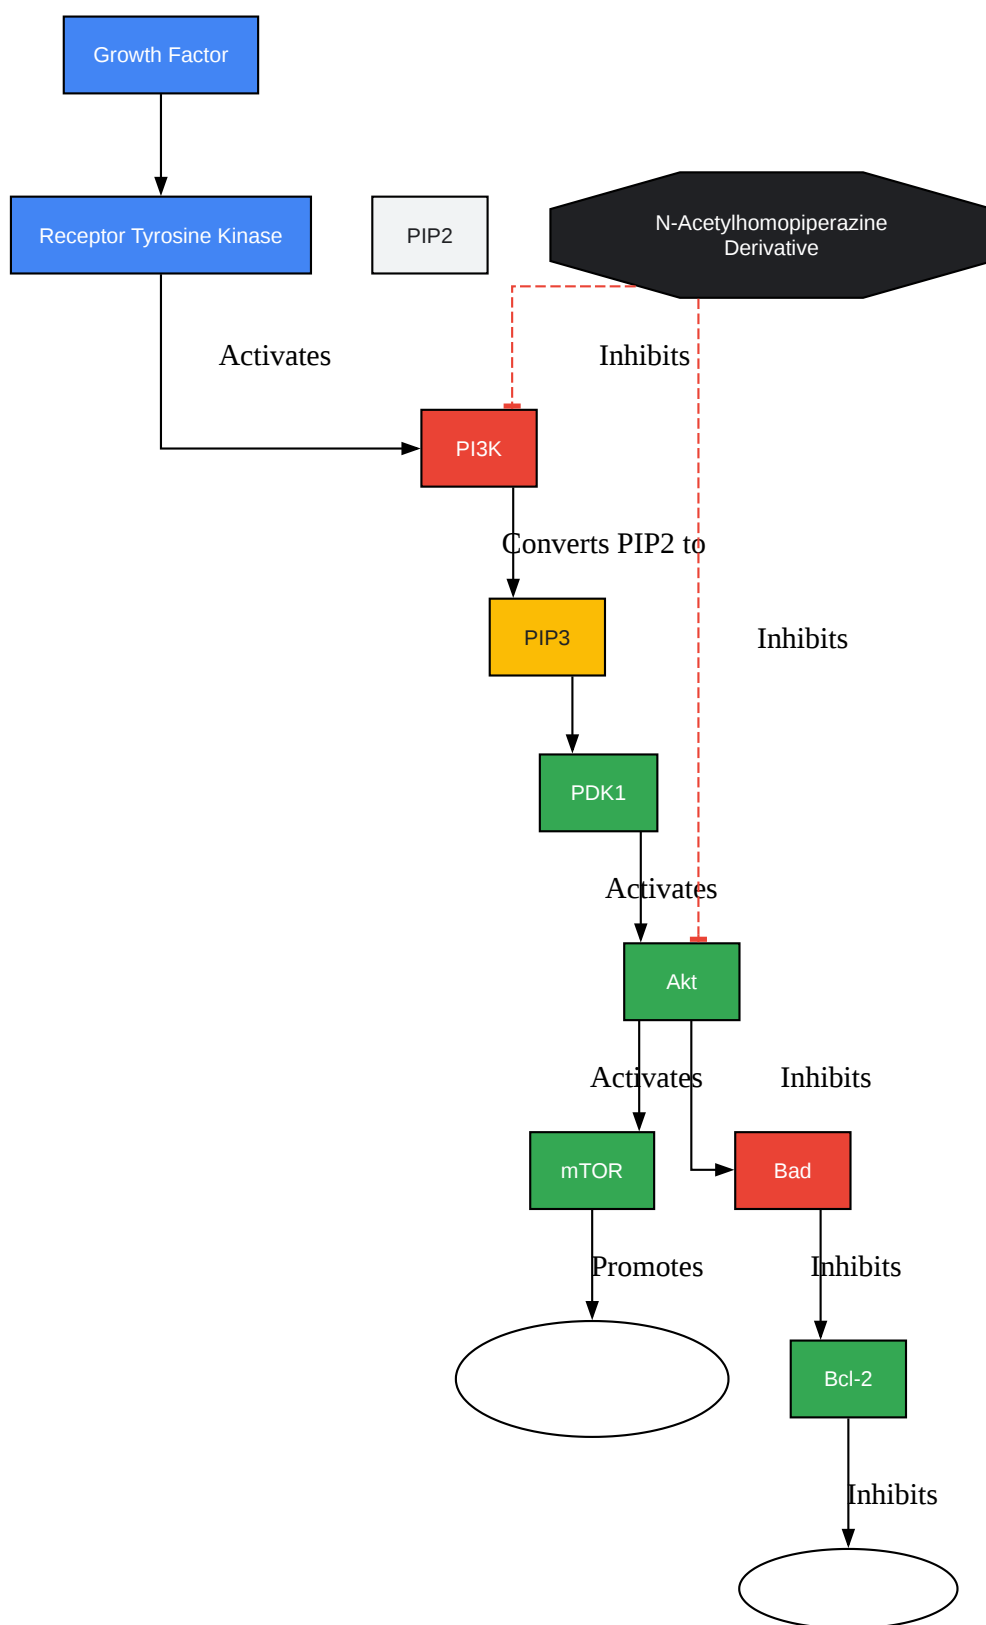 Growth Factor
Receptor Tyrosine Kinase
PIP2
N-Acetylhomopiperazine
Derivative
Activates
Inhibits
PI3K
Converts PIP2 to
PIP3
Inhibits
PDK1
Activates
Akt
Activates
Inhibits
mTOR
Bad
Promotes
Inhibits
Bcl-2
Inhibits